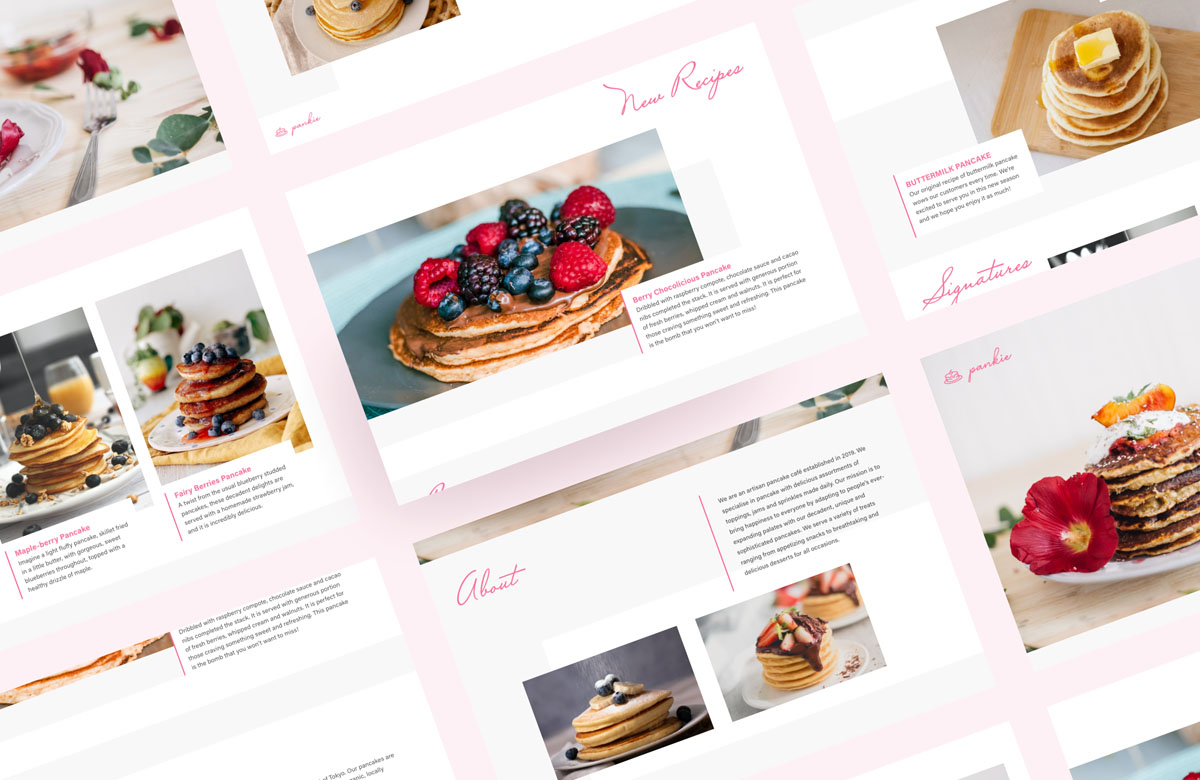 pankie
New Recipes
Berry Chocolicious Pancake
Dribbled with raspberry compote, chocolate sauce and cacao
nibs completed the stack. It is served with generous portion
of fresh berries, whipped cream and walnuts. It is perfect for
those craving something sweet and refreshing. This pancake
is the bomb that you won't want to miss!
BUTTERMILK PANCAKE
Our original recipe of buttermilk pancake
wows our customers every time. We're
excited to serve you in this new season
and we hope you enjoy it as much!
Signatures
pankie
Fairy Berries Pancake
A twist from the usual blueberry studded
pancakes, these decadent delights are
served with a homemade strawberry jam,
and it is incredibly delicious.
Maple-berry Pancake
Imagine a light fluffy pancake, skillet fried
in a little butter, with gorgeous, sweet
blueberries throughout, topped with a
healthy drizzle of maple.
About
We are an artisan pancake café established in 2019. We
specialise in pancake with delicious assortments of
toppings, jams and sprinkles made daily. Our mission is to
bring happiness to everyone by adapting to people's ever-
expanding palates with our decadent, unique and
sophisticated pancakes. We serve a variety of treats
ranging from appetizing snacks to breathtaking and
delicious desserts for all occasions.
Dribbled with raspberry compote, chocolate sauce and cacao
nibs completed the stack. It is served with generous portion
of fresh berries, whipped cream and walnuts. It is perfect for
those craving something sweet and refreshing. This pancake
is the bomb that you won't want to miss!
of Tokyo. Our pancakes are
locally